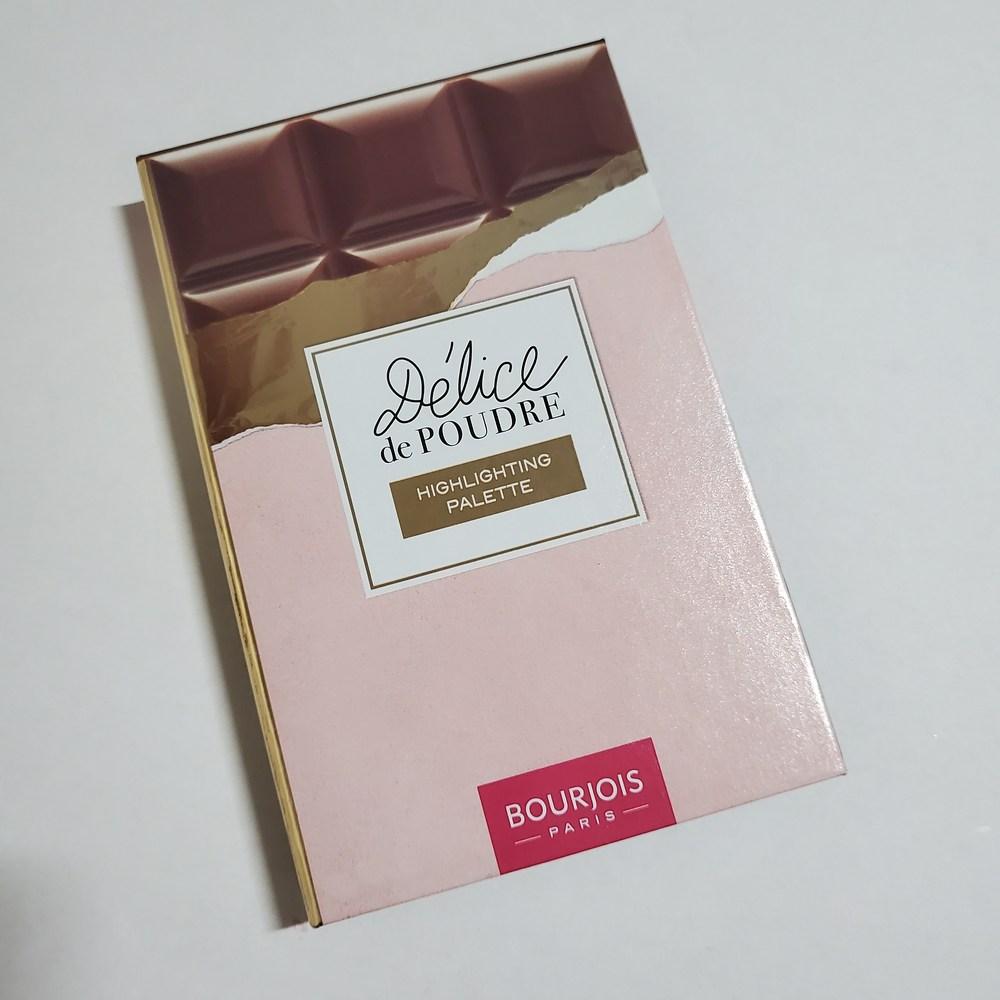 Délice
de POUDRE
HIGHLIGHTING
PALETTE
BOURJOIS
PARIS